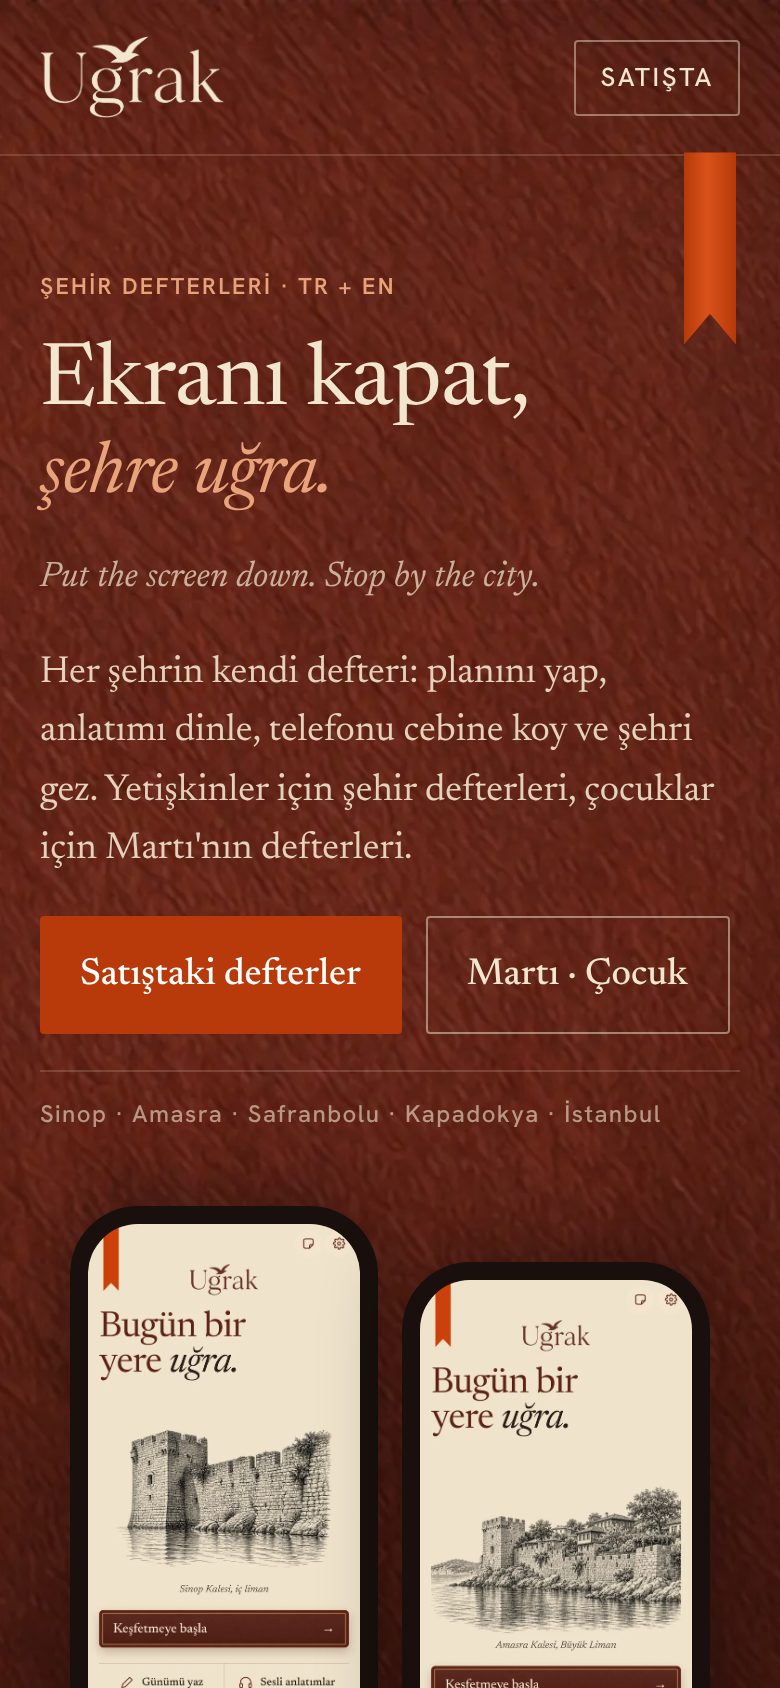 Uğrak
SATIŞTA
ŞEHİR DEFTERLERİ · TR + EN
Ekranı kapat,
şehre uğra.
Put the screen down. Stop by the city.
Her şehrin kendi defteri: planını yap,
anlatımı dinle, telefonu cebine koy ve şehri
gez. Yetişkinler için şehir defterleri, çocuklar
için Martı'nın defterleri.
Satıştaki defterler
Martı · Çocuk
Sinop · Amasra · Safranbolu · Kapadokya · İstanbul
Uğrak
Bugün bir
yere uğra.
Sinop Kalesi, iç liman
Keşfetmeye başla →
Günümü yaz
Sesli anlatımlar
Uğrak
Bugün bir
yere uğra.
Amasra Kalesi, Büyük Liman
Keşfetmeye başla →